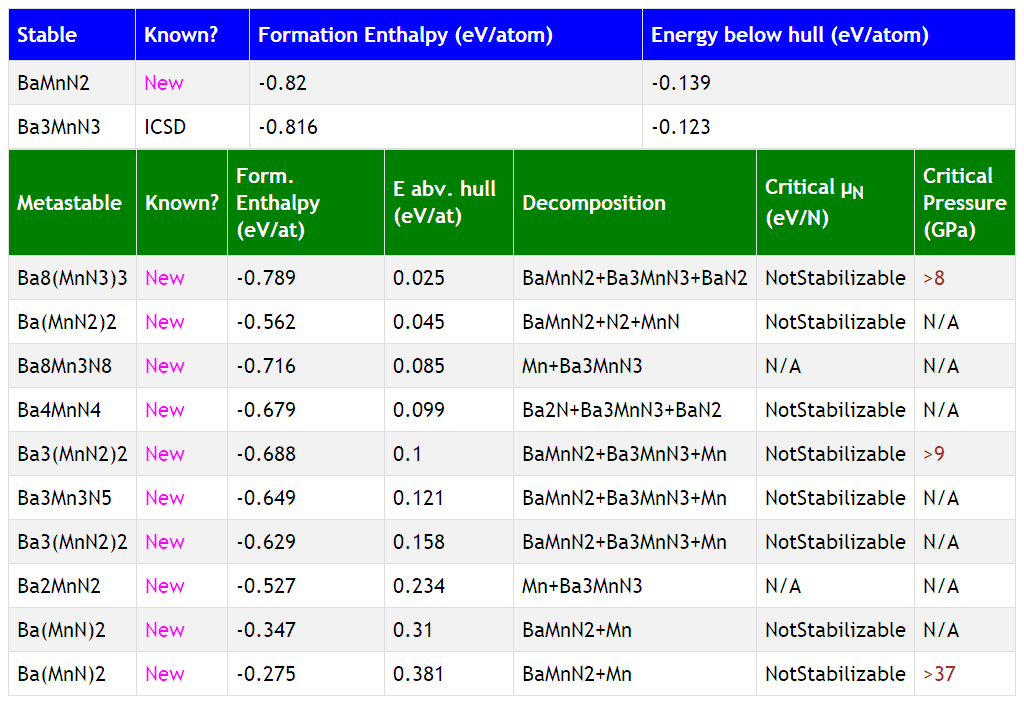 Stable Known? Formation Enthalpy (eV/atom) Energy below hull (eV/atom)
BaMnN2 New -0.82 -0.139
Ba3MnN3 ICSD -0.816 -0.123
Metastable Known? Form. Enthalpy (eV/at) E abv. hull (eV/at) Decomposition Critical μN (eV/N) Critical Pressure (GPa)
Ba8(MnN3)3 New -0.789 0.025 BaMnN2+Ba3MnN3+BaN2 NotStabilizable >8
Ba(MnN2)2 New -0.562 0.045 BaMnN2+N2+MnN NotStabilizable N/A
Ba8Mn3N8 New -0.716 0.085 Mn+Ba3MnN3 N/A N/A
Ba4MnN4 New -0.679 0.099 Ba2N+Ba3MnN3+BaN2 NotStabilizable N/A
Ba3(MnN2)2 New -0.688 0.1 BaMnN2+Ba3MnN3+Mn NotStabilizable >9
Ba3Mn3N5 New -0.649 0.121 BaMnN2+Ba3MnN3+Mn NotStabilizable N/A
Ba3(MnN2)2 New -0.629 0.158 BaMnN2+Ba3MnN3+Mn NotStabilizable N/A
Ba2MnN2 New -0.527 0.234 Mn+Ba3MnN3 N/A N/A
Ba(MnN)2 New -0.347 0.31 BaMnN2+Mn NotStabilizable N/A
Ba(MnN)2 New -0.275 0.381 BaMnN2+Mn NotStabilizable >37